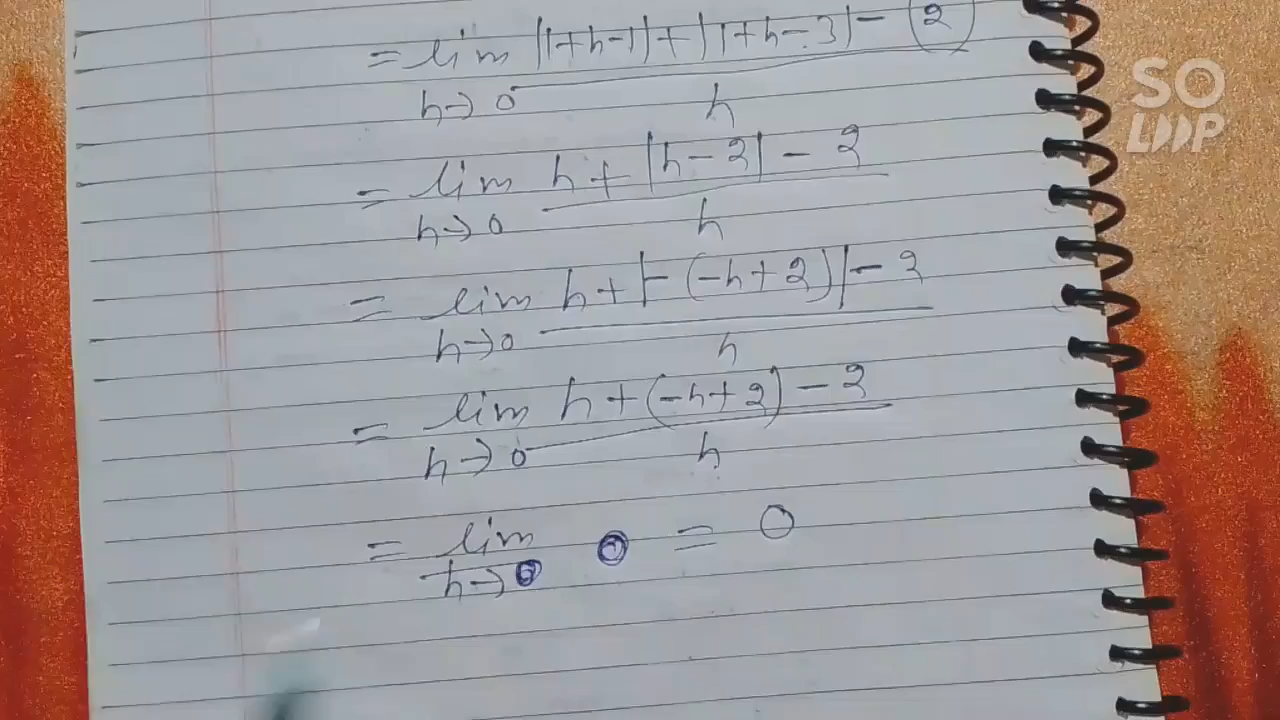 = lim |1+h-1|+|1+h-3|-(2)
h→0 h
SO
LOOP
= lim h+|h-2|-2
h→0 h
= lim h+|-(-h+2)|-2
h→0 h
= lim h+(-h+2)-2
h→0 h
= lim 0 = 0
h→0